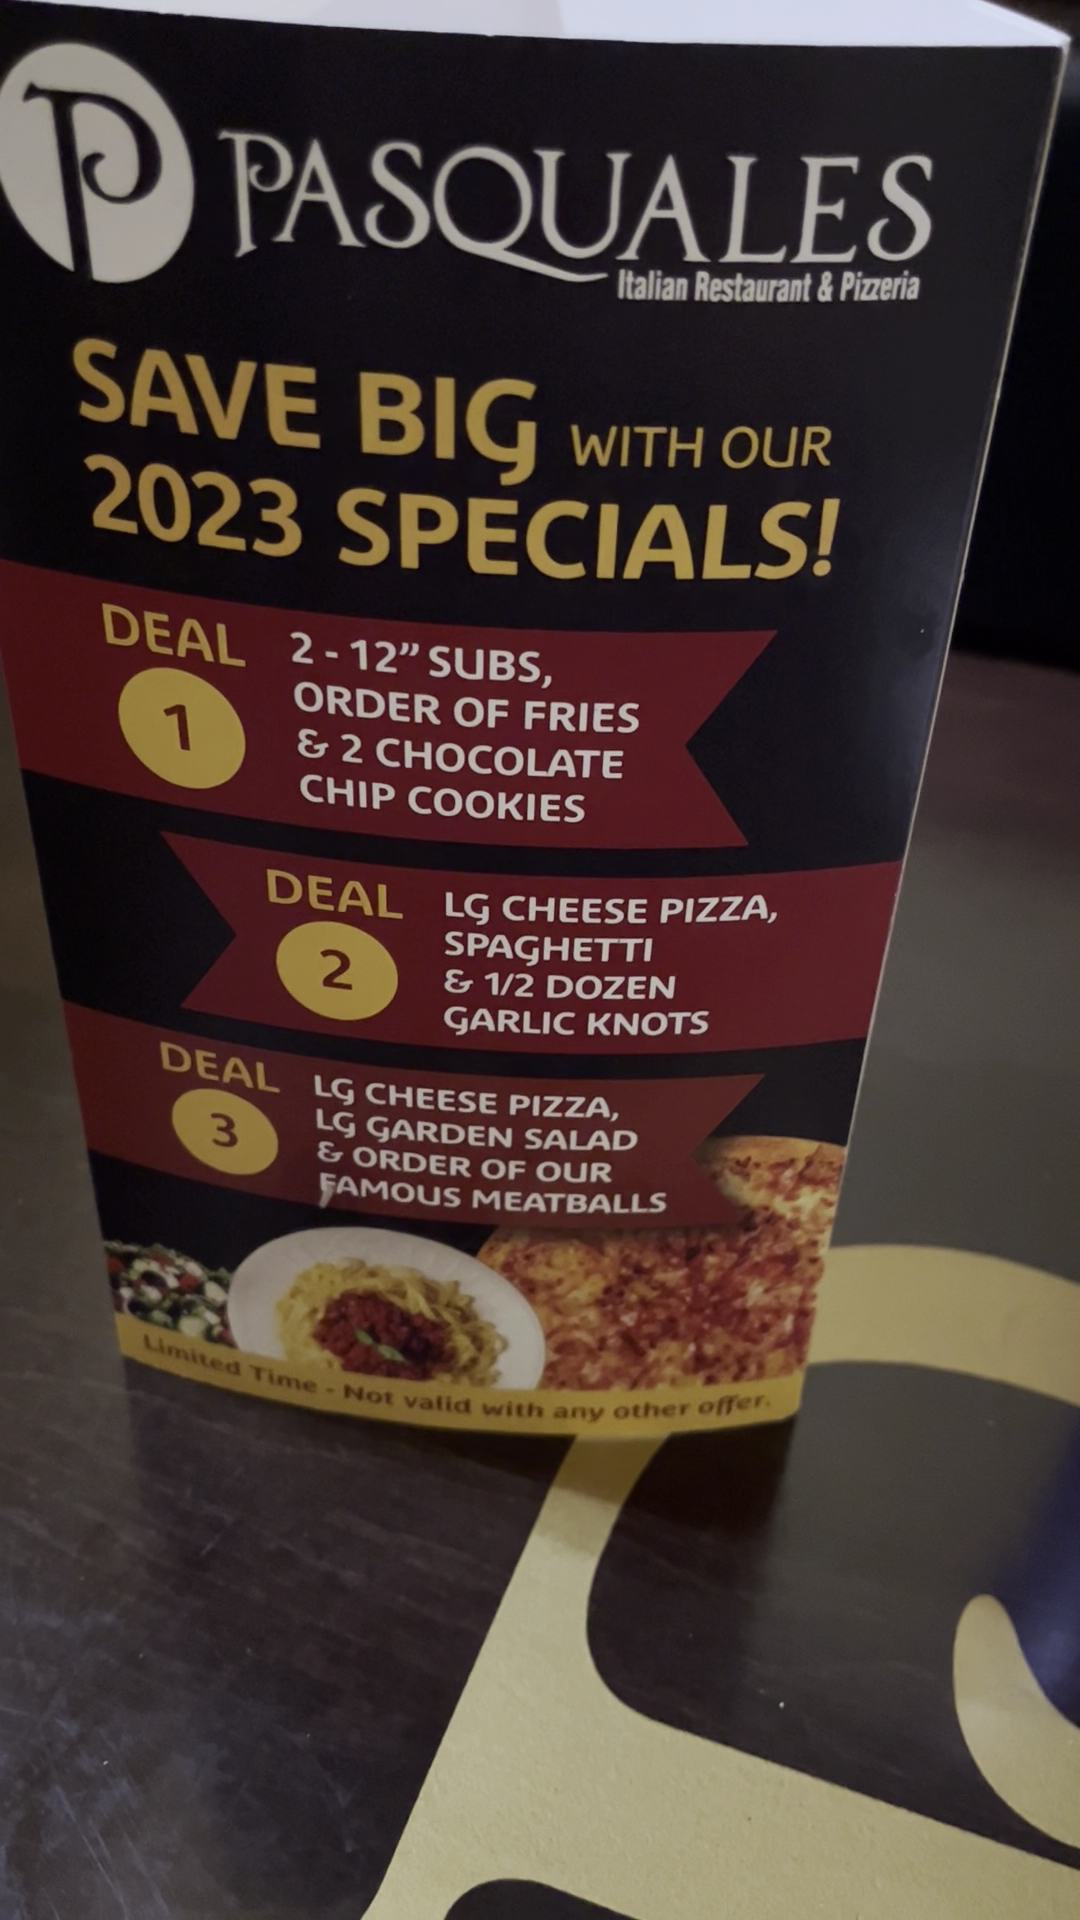 P
PASQUALES
Italian Restaurant & Pizzeria
SAVE BIG WITH OUR
2023 SPECIALS!
DEAL
1
2 - 12” SUBS,
ORDER OF FRIES
& 2 CHOCOLATE
CHIP COOKIES
DEAL
2
LG CHEESE PIZZA,
SPAGHETTI
& 1/2 DOZEN
GARLIC KNOTS
DEAL
3
LG CHEESE PIZZA,
LG GARDEN SALAD
& ORDER OF OUR
FAMOUS MEATBALLS
Limited Time - Not valid with any other offer.